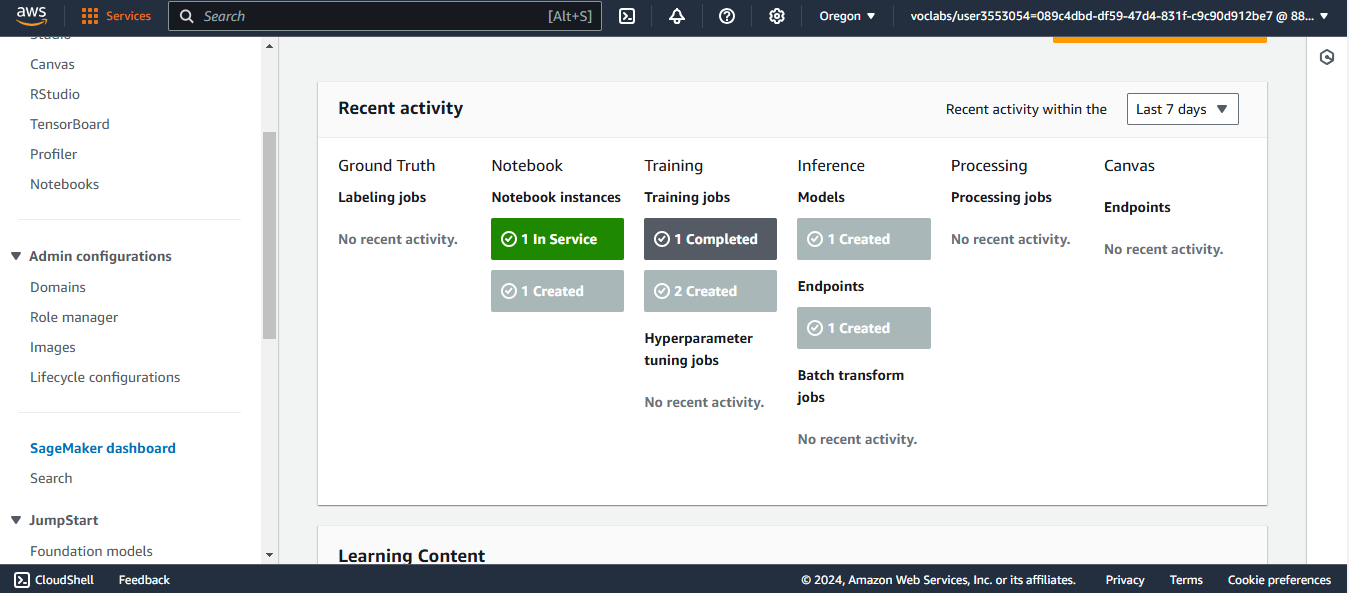 aws
Services
Search
[Alt+S]
Oregon
voclabs/user3553054=089c4dbd-df59-47d4-831f-c9c90d912be7 @ 88...
Studio
Canvas
RStudio
TensorBoard
Profiler
Notebooks
Admin configurations
Domains
Role manager
Images
Lifecycle configurations
SageMaker dashboard
Search
JumpStart
Foundation models
Recent activity
Recent activity within the
Last 7 days
Ground Truth
Labeling jobs
No recent activity.
Notebook
Notebook instances
1 In Service
1 Created
Training
Training jobs
1 Completed
2 Created
Hyperparameter
tuning jobs
No recent activity.
Inference
Models
1 Created
Endpoints
1 Created
Batch transform
jobs
No recent activity.
Processing
Processing jobs
No recent activity.
Canvas
Endpoints
No recent activity.
Learning Content
CloudShell
Feedback
© 2024, Amazon Web Services, Inc. or its affiliates.
Privacy
Terms
Cookie preferences